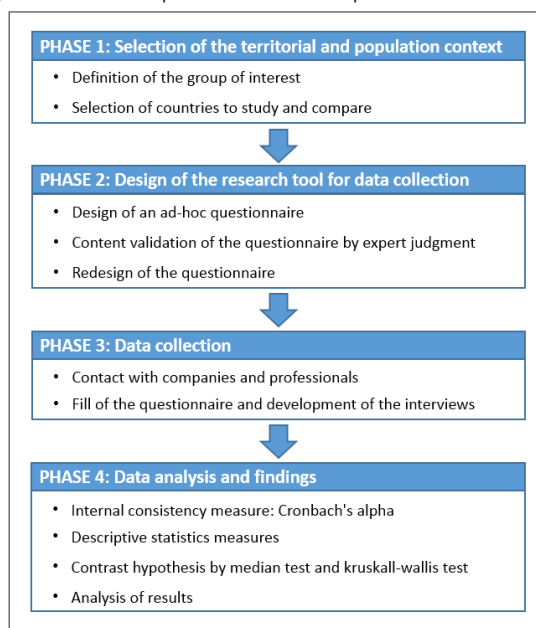 PHASE 1: Selection of the territorial and population context
• Definition of the group of interest
• Selection of countries to study and compare
PHASE 2: Design of the research tool for data collection
• Design of an ad-hoc questionnaire
• Content validation of the questionnaire by expert judgment
• Redesign of the questionnaire
PHASE 3: Data collection
• Contact with companies and professionals
• Fill of the questionnaire and development of the interviews
PHASE 4: Data analysis and findings
• Internal consistency measure: Cronbach's alpha
• Descriptive statistics measures
• Contrast hypothesis by median test and kruskall-wallis test
• Analysis of results